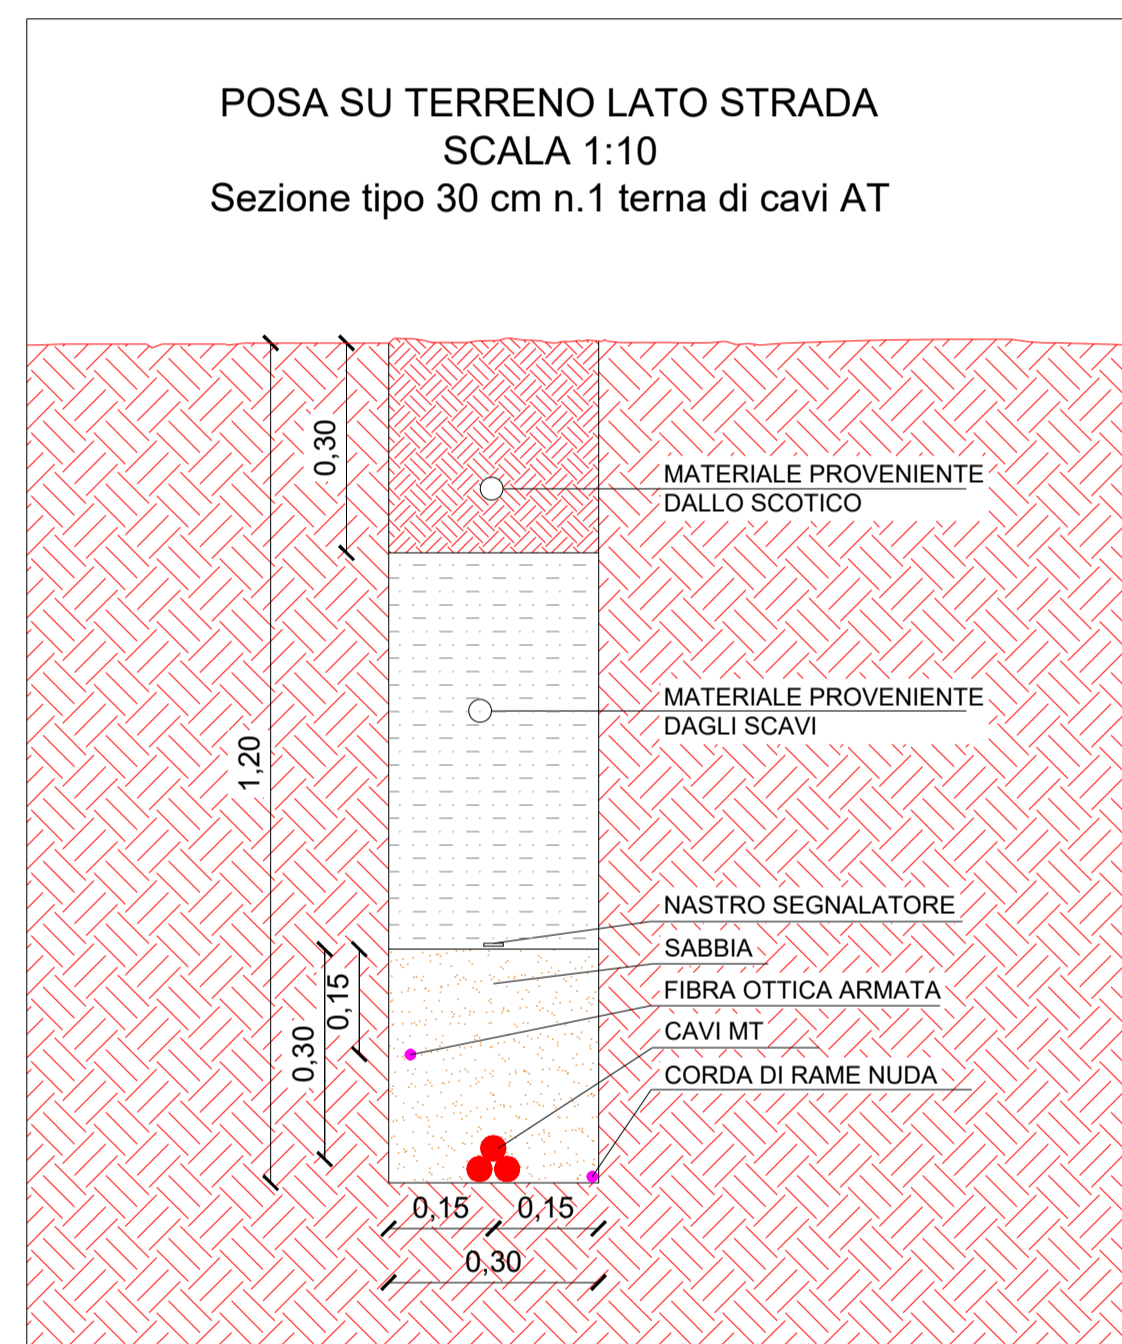 POSA SU TERRENO LATO STRADA
SCALA 1:10
Sezione tipo 30 cm n.1 terna di cavi AT
0,30
MATERIALE PROVENIENTE
DALLO SCOTICO
1,20
MATERIALE PROVENIENTE
DAGLI SCAVI
NASTRO SEGNALATORE
SABBIA
0,15
FIBRA OTTICA ARMATA
0,30
CAVI MT
CORDA DI RAME NUDA
0,15 0,15
0,30